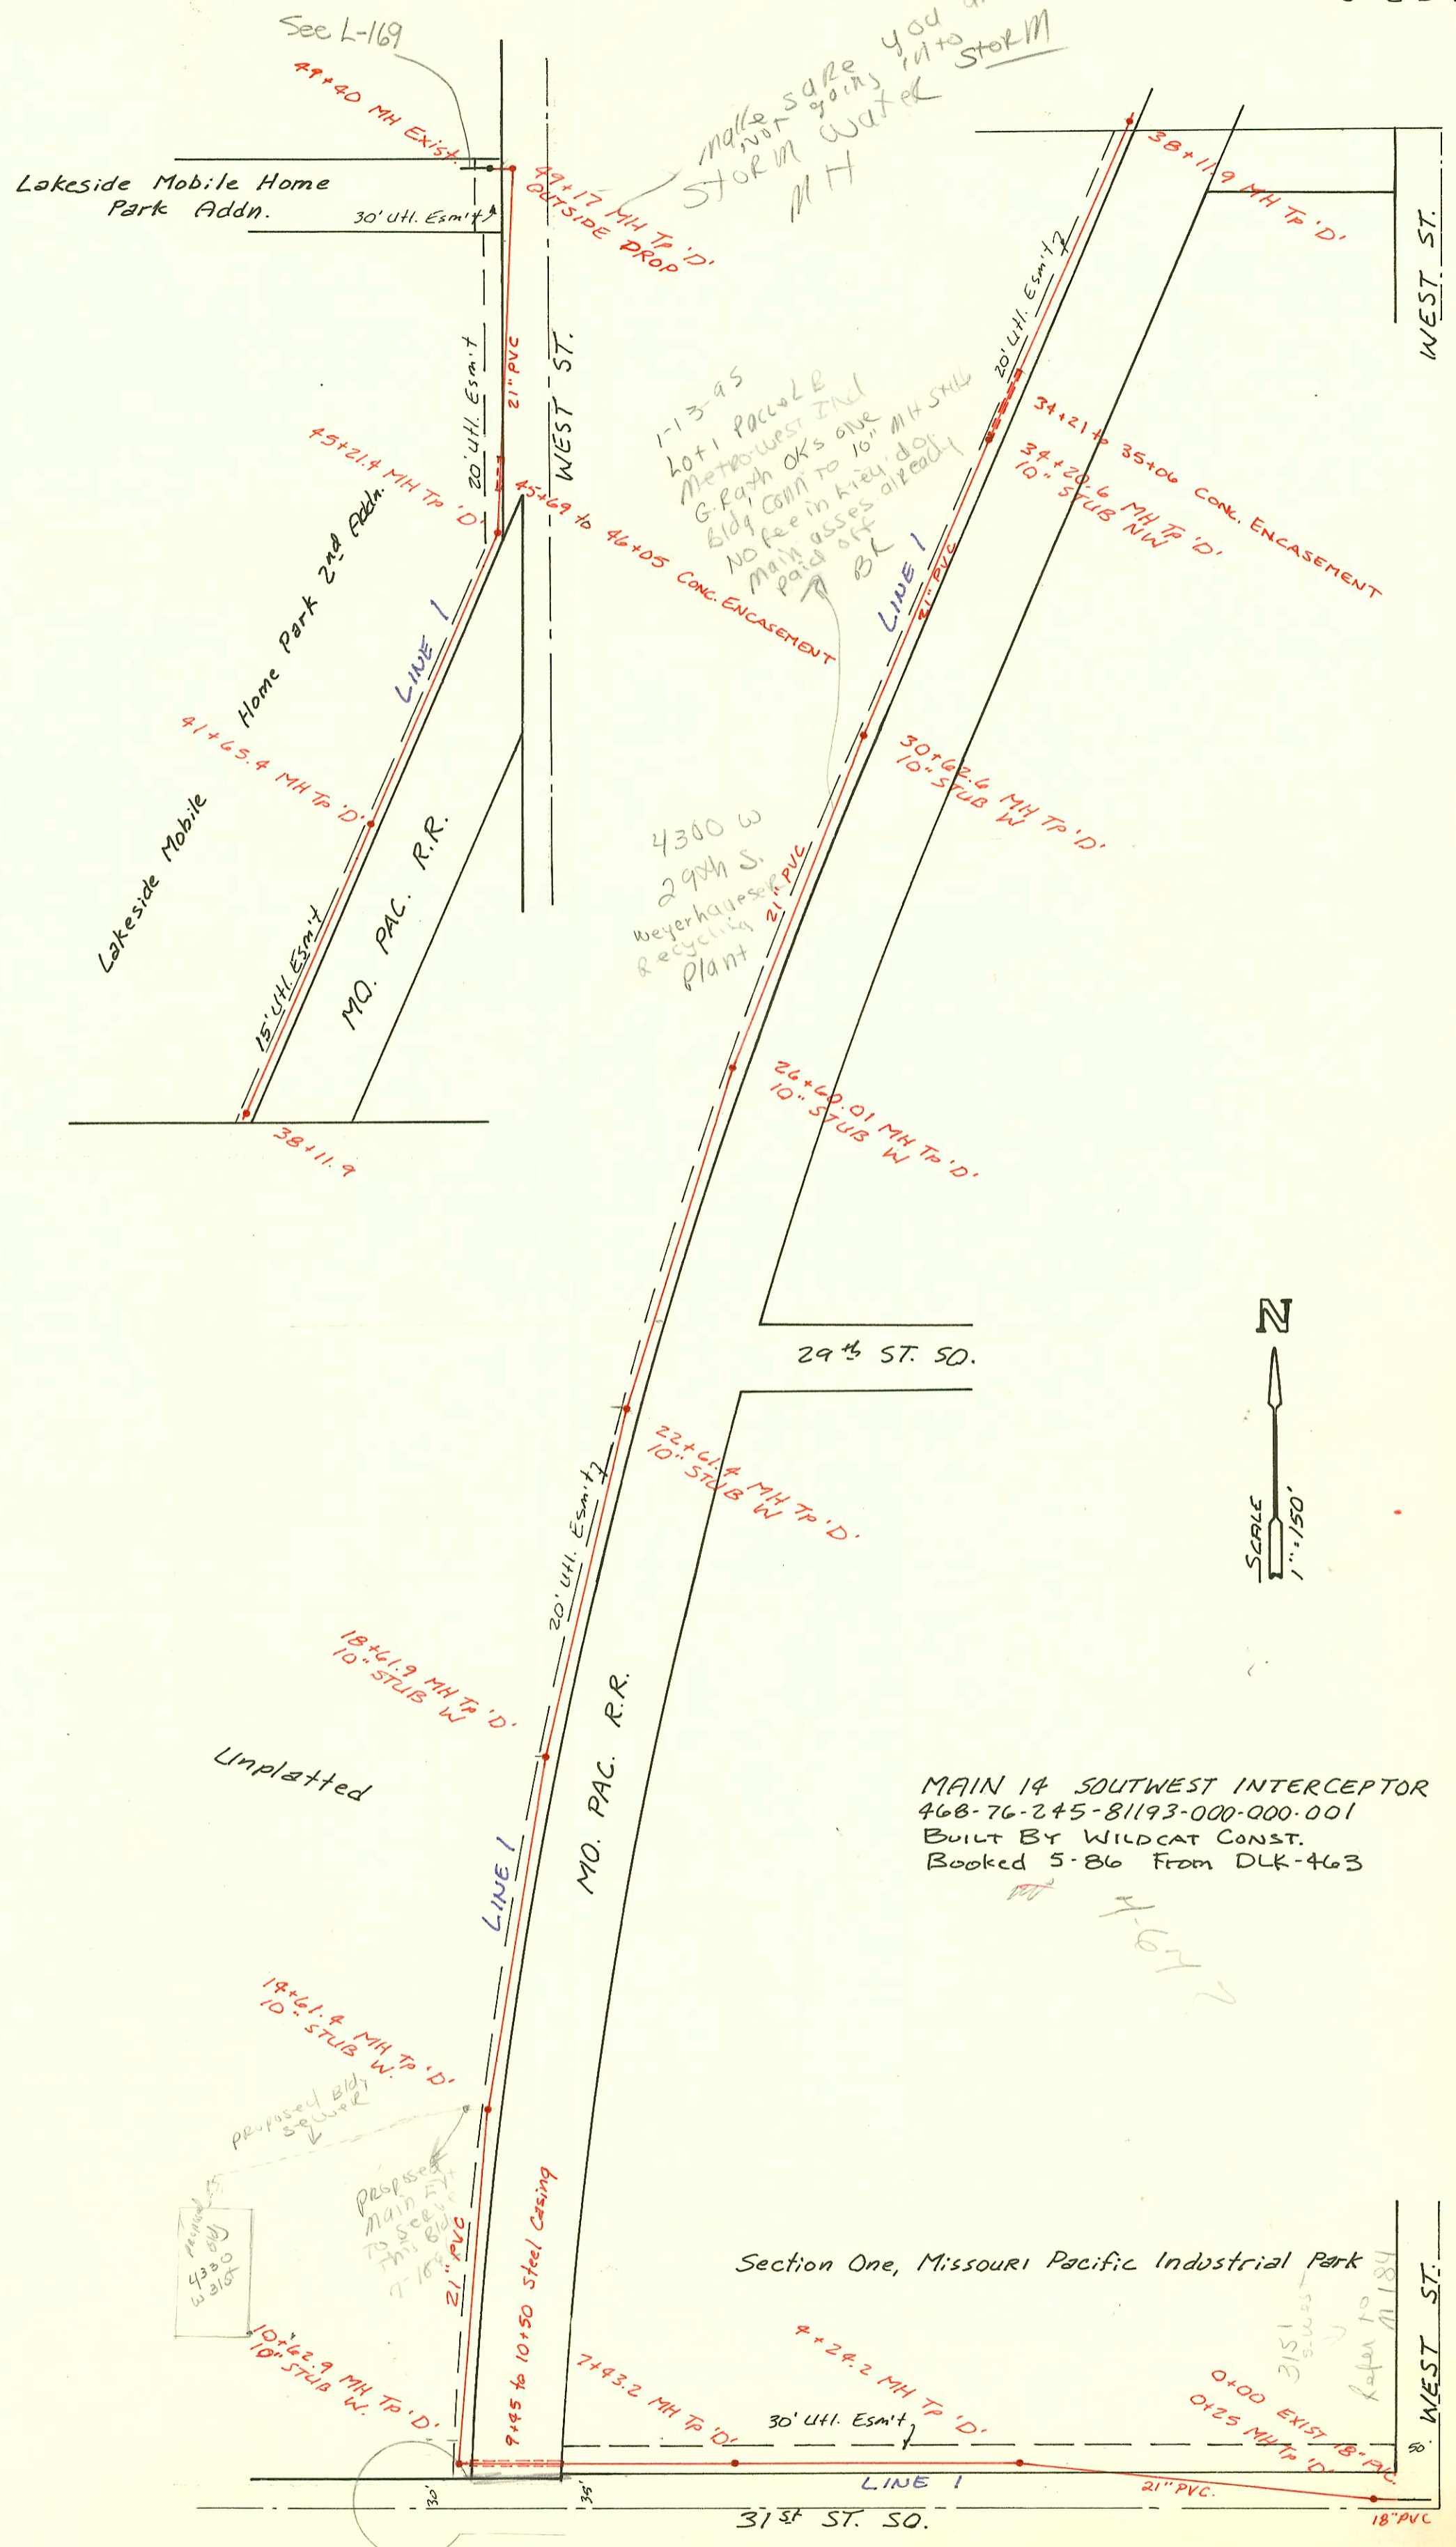 See L-169
49+40 MH Exist.
Lakeside Mobile Home
Park Addn.
30' Utl. Esm't
49+17 MH Tp 'D'
OUTSIDE DROP
make sure you
not going into STORM
STORM water
MH
38+11.9 MH Tp 'D'
WEST ST.
20' Utl. Esm't
21" PVC
WEST ST.
20' Utl. Esm't
45+21.4 MH Tp 'D'
45+69 to 46+05 CONC. ENCASEMENT
1-13-95
Lot 1 Parcel B
Metro-West Ind
G. Rath OKs one
Bldg Conn To 10" MH Stub
No fee in
Main asses already
paid off
BR
34+21 to 35+06 CONC. ENCASEMENT
34+20.6 MH Tp 'D'
10" STUB NW
LINE 1
21" PVC
Lakeside Mobile Home Park 2nd Addn.
LINE 1
41+65.4 MH Tp 'D'
MO. PAC. R.R.
15' Utl. Esm't
38+11.9
30+62.6 MH Tp 'D'
10" STUB W
4300 W
29th S.
Weyerhaueser
Recycling
Plant
21" PVC
26+60.01 MH Tp 'D'
10" STUB W
29th ST. SO.
N
SCALE
1"=150'
22+61.4 MH Tp 'D'
10" STUB W
20' Utl. Esm't
18+61.9 MH Tp 'D'
10" STUB W
Unplatted
MO. PAC. R.R.
LINE 1
MAIN 14 SOUTWEST INTERCEPTOR
468-76-245-81193-000-000-001
BUILT BY WILDCAT CONST.
Booked 5-86 From DLK-463
14+61.4 MH Tp 'D'
10" STUB W.
proposed Bldg
sewer
proposed
Main Ext
to serve
this Bldg
21" PVC
9+45 to 10+50 Steel Casing
4330
W 31st
Section One, Missouri Pacific Industrial Park
3151
S. West
Refer to
M 184
WEST ST.
10+62.9 MH Tp 'D'
10" STUB W.
7+43.2 MH Tp 'D'
4+24.2 MH Tp 'D'
30' Utl. Esm't
0+00 EXIST 18" PVC
0+25 MH Tp 'D'
50'
30'
35'
LINE 1
21" PVC.
18" PVC
31st ST. SO.